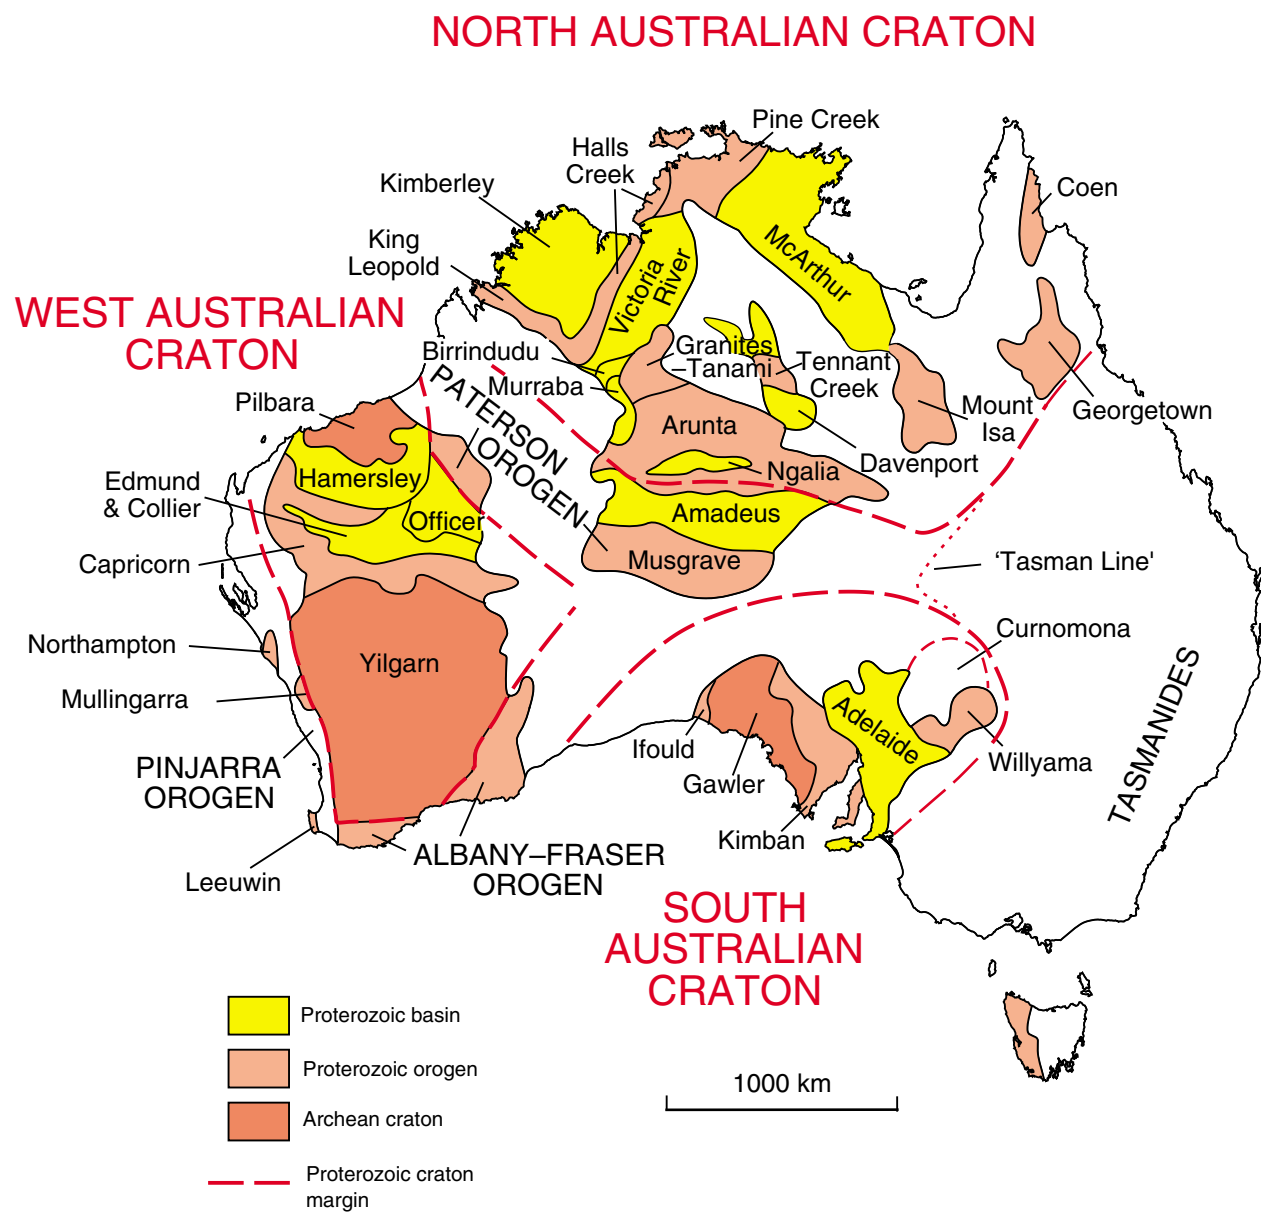 NORTH AUSTRALIAN CRATON
Pine Creek
Halls
Creek
Kimberley
Coen
King
Leopold
McArthur
Victoria
River
WEST AUSTRALIAN
CRATON
Birrindudu
Granites
–Tanami
Tennant
Creek
Murraba
PATERSON
OROGEN
Pilbara
Mount
Isa
Georgetown
Arunta
Davenport
Hamersley
Ngalia
Edmund
& Collier
Officer
Amadeus
Capricorn
Musgrave
‘Tasman Line'
Northampton
Curnomona
Yilgarn
Mullingarra
TASMANIDES
Adelaide
Ifould
Willyama
PINJARRA
OROGEN
Gawler
Kimban
ALBANY–FRASER
OROGEN
Leeuwin
SOUTH
AUSTRALIAN
CRATON
Proterozoic basin
Proterozoic orogen
1000 km
Archean craton
Proterozoic craton
margin